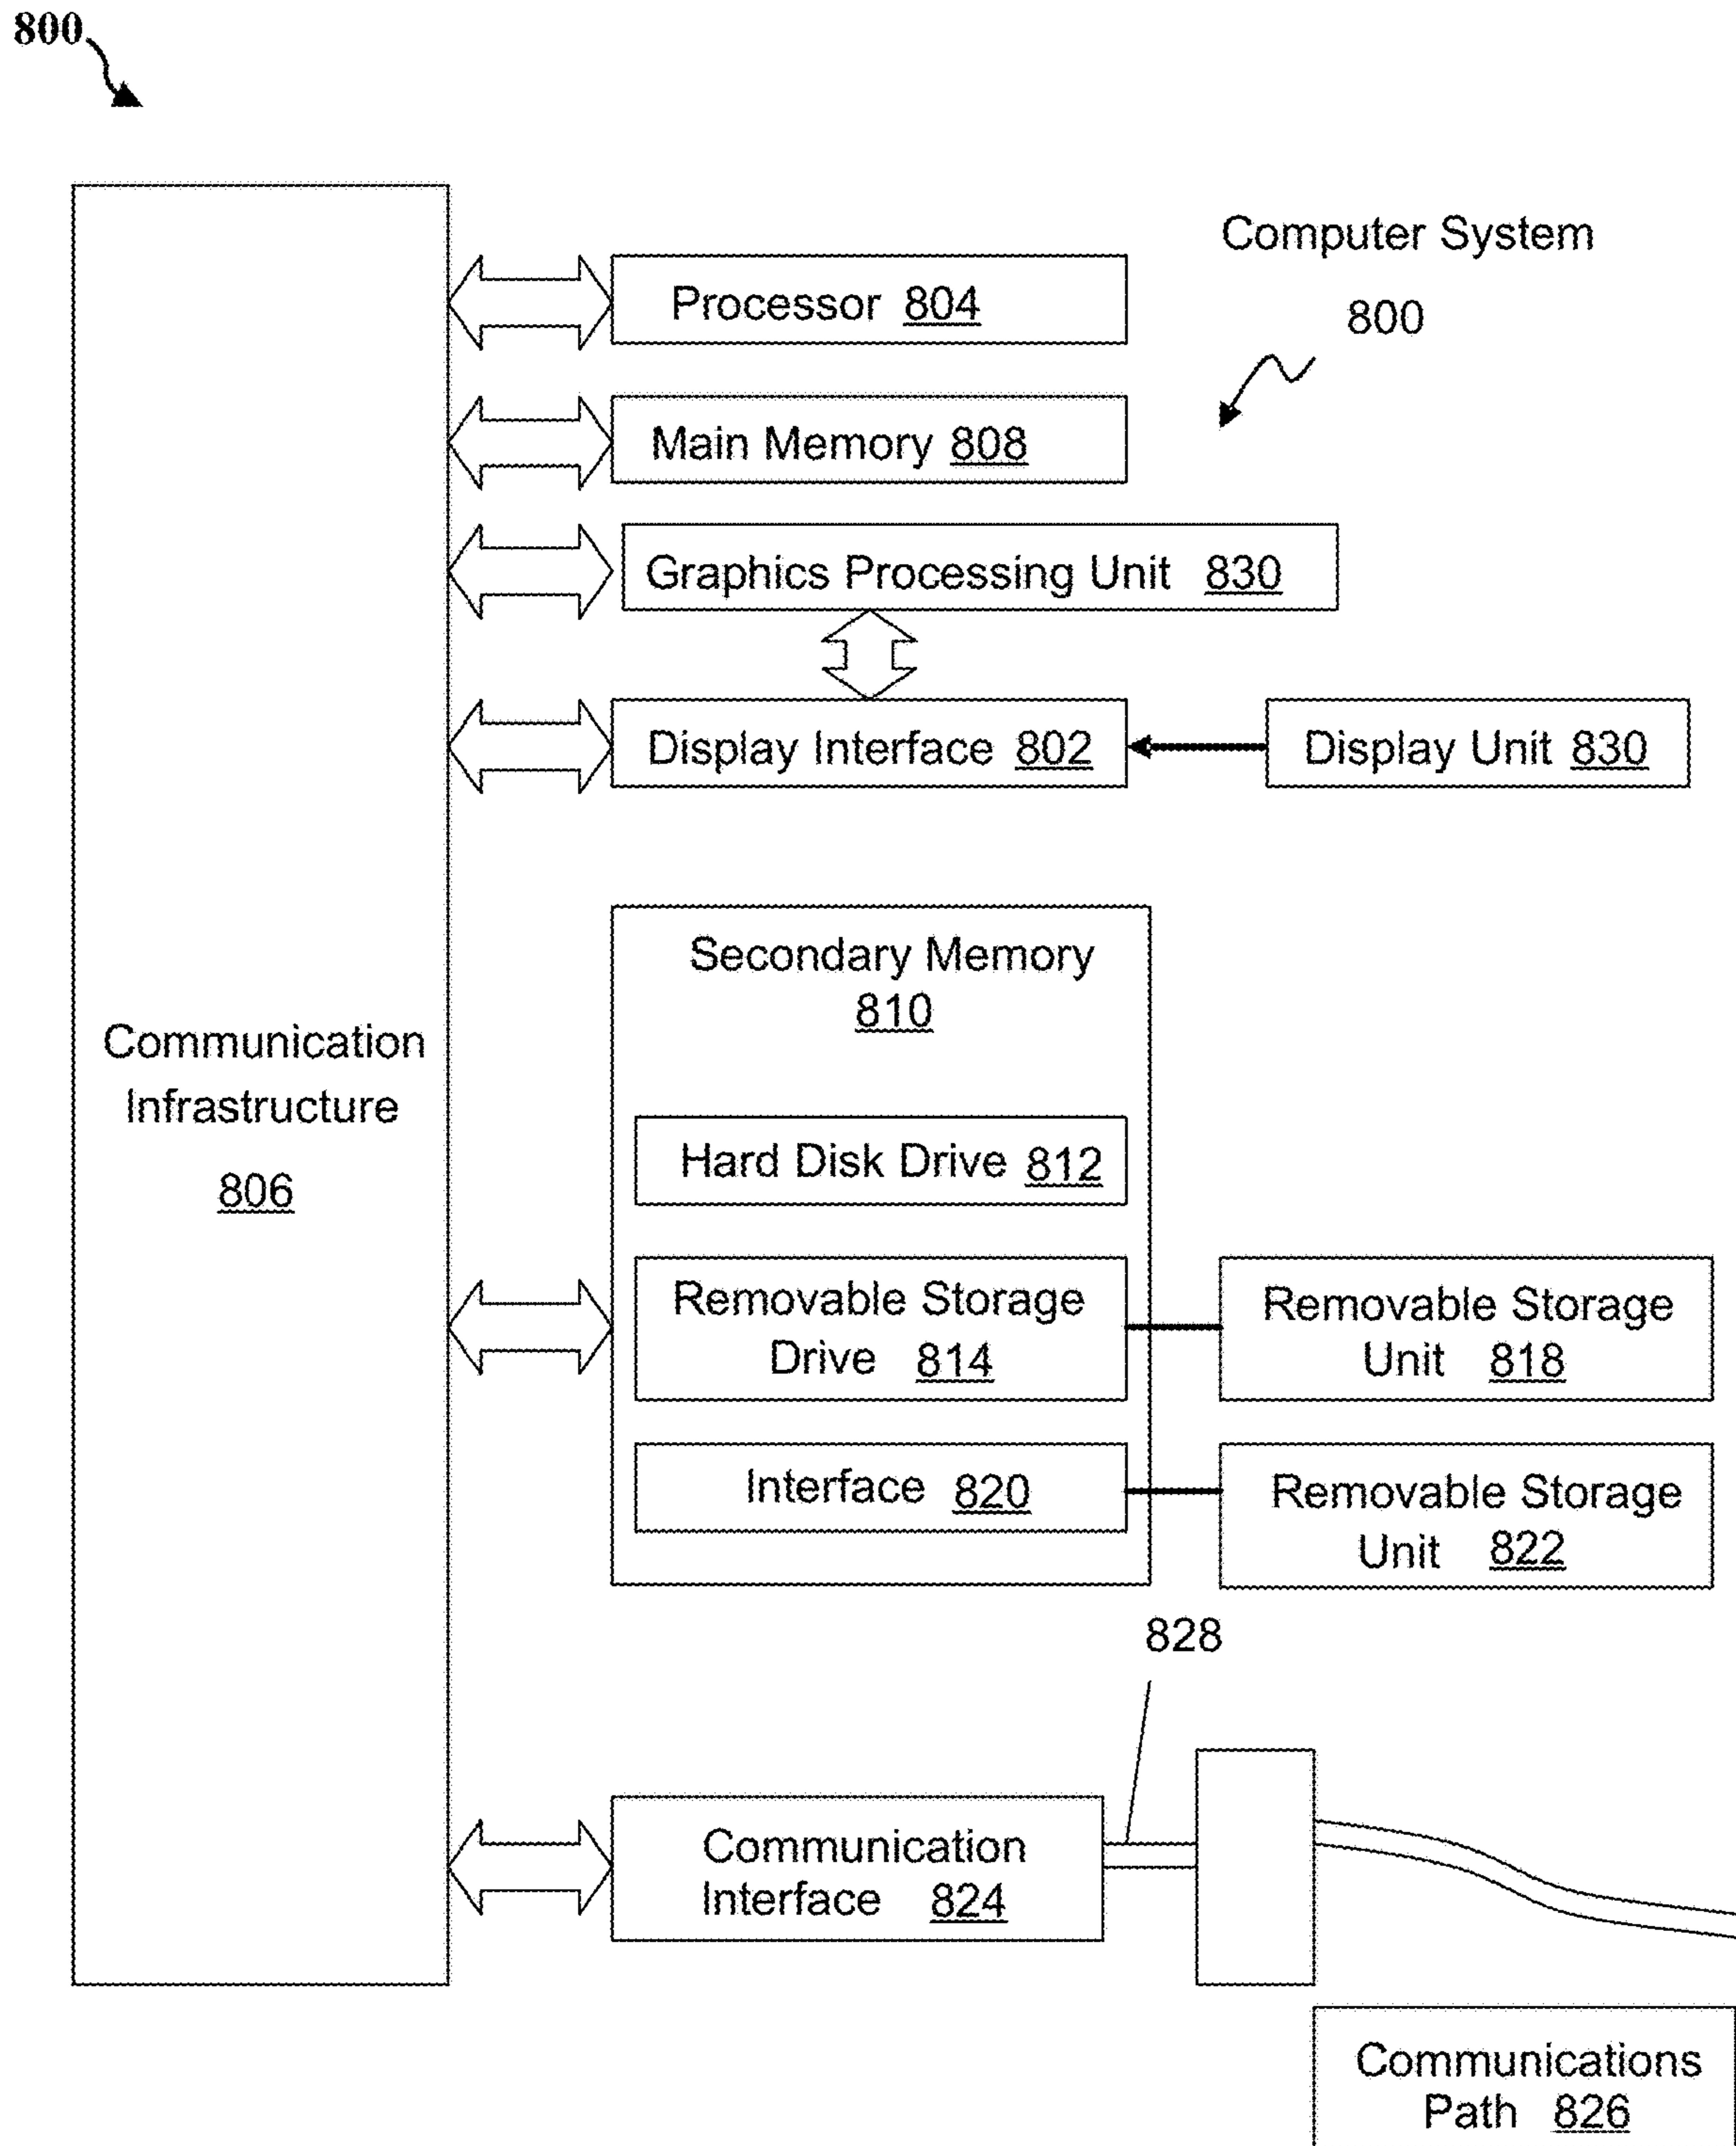 800
Computer System
800
Processor 804
Main Memory 808
Graphics Processing Unit 830
Display Interface 802
Display Unit 830
Communication
Infrastructure
806
Secondary Memory
810
Hard Disk Drive 812
Removable Storage
Drive 814
Removable Storage
Unit 818
Interface 820
Removable Storage
Unit 822
828
Communication
Interface 824
Communications
Path 826